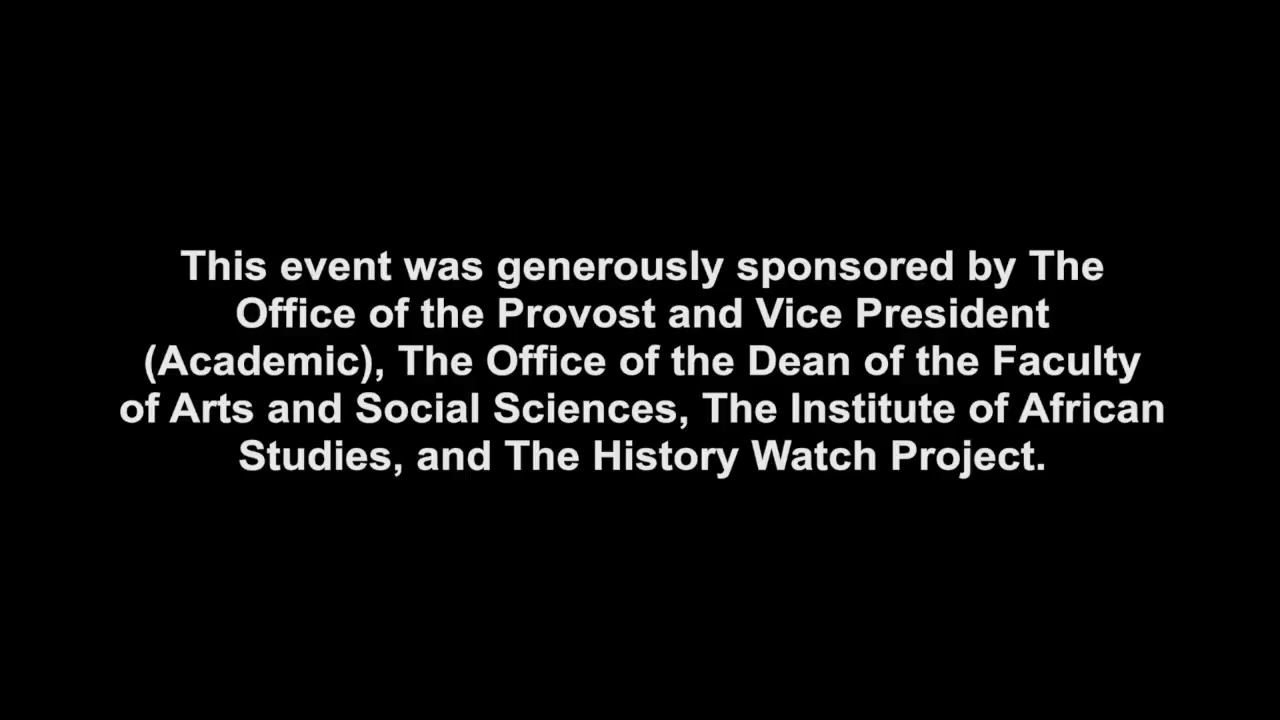 This event was generously sponsored by The
Office of the Provost and Vice President
(Academic), The Office of the Dean of the Faculty
of Arts and Social Sciences, The Institute of African
Studies, and The History Watch Project.